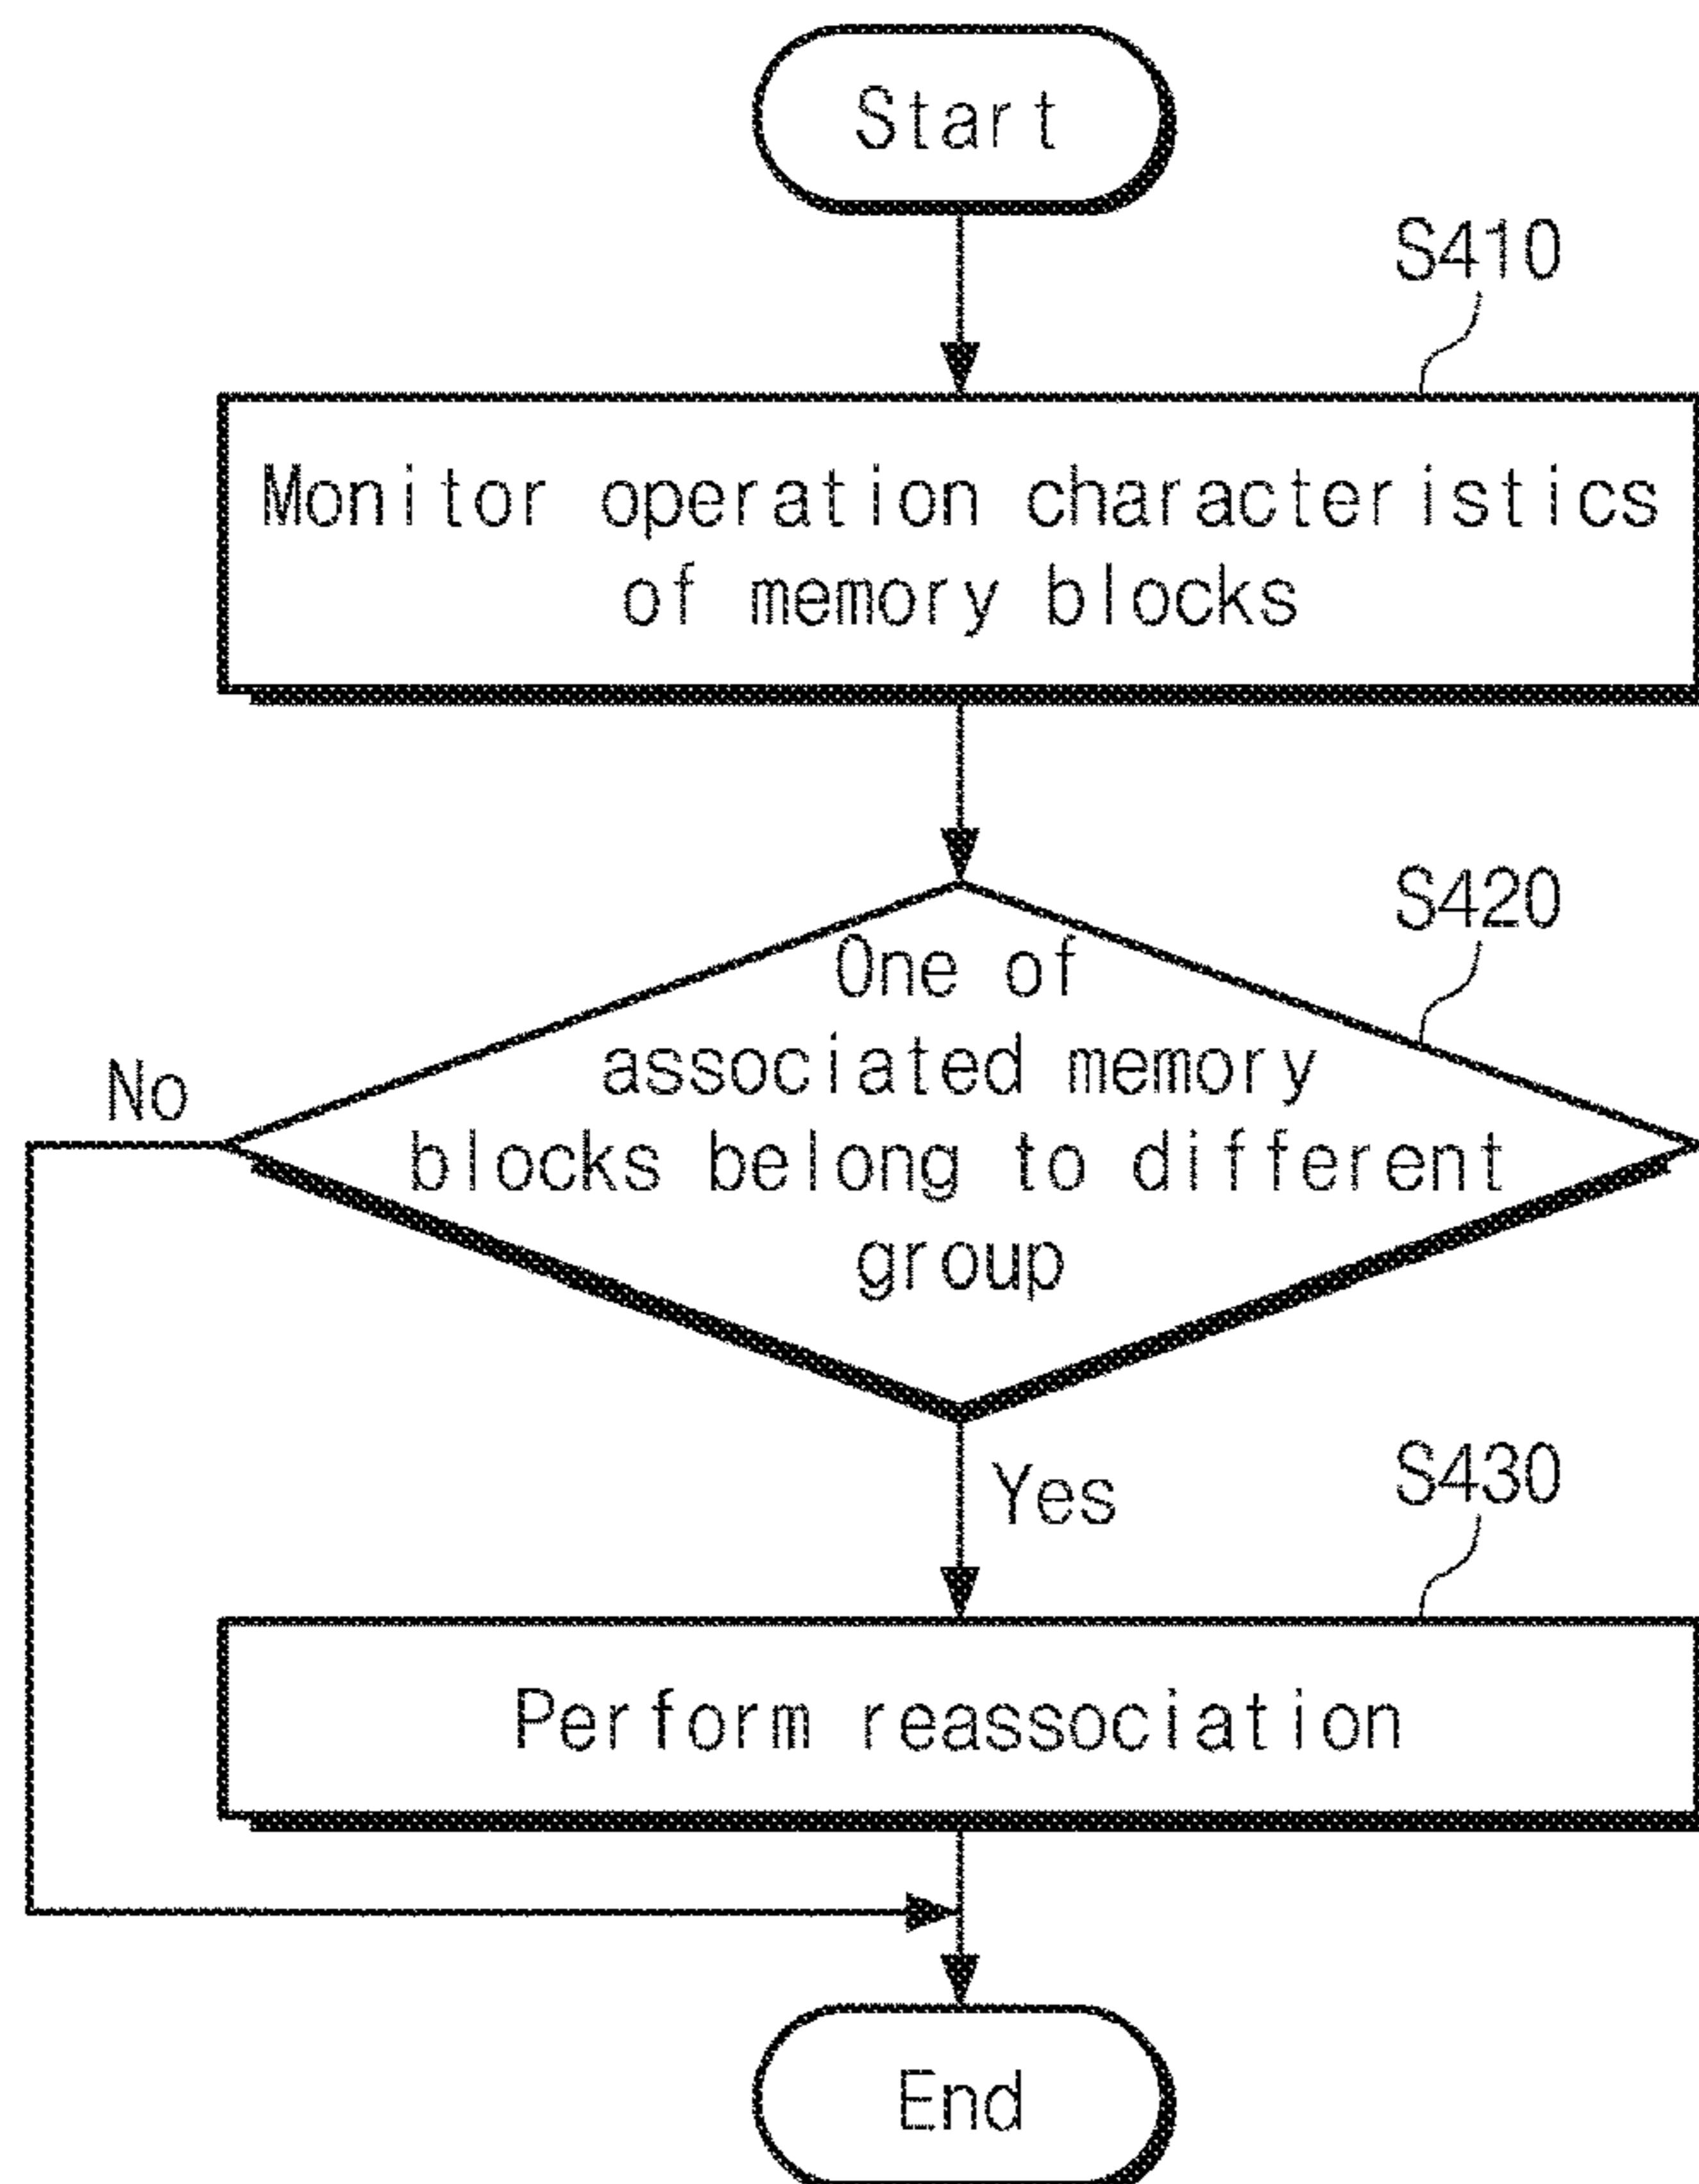 Start
S410
Monitor operation characteristics
of memory blocks
S420
One of
associated memory
blocks belong to different
group
No
Yes
S430
Perform reassociation
End